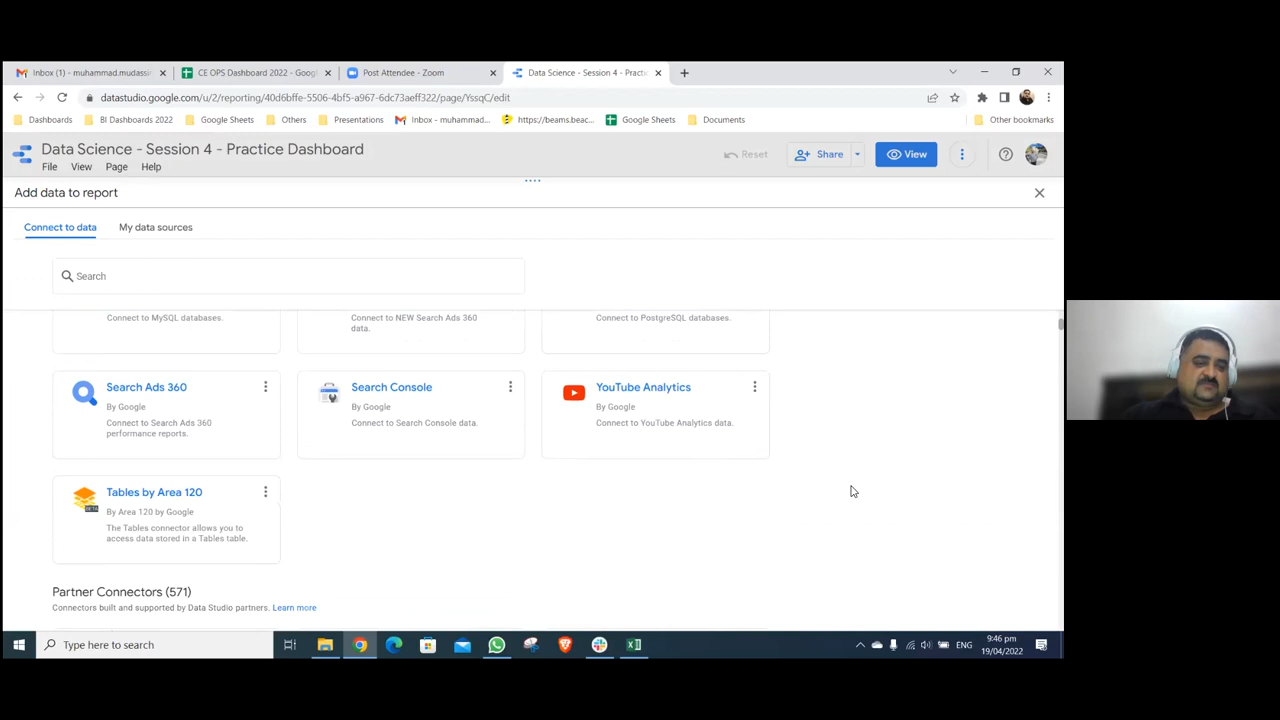 Inbox (1) - muhammad.mudassi
CE OPS Dashboard 2022 - Googl
Post Attendee - Zoom
Data Science - Session 4 - Practi
datastudio.google.com/u/2/reporting/40d6bffe-5506-4bf5-a967-6dc73aeff322/page/YssqC/edit
Dashboards
BI Dashboards 2022
Google Sheets
Others
Presentations
Inbox - muhammad...
https://beams.beac...
Google Sheets
Documents
Other bookmarks
Data Science - Session 4 - Practice Dashboard
File View Page Help
Reset
Share
View
Add data to report
Connect to data
My data sources
Search
Connect to MySQL databases.
Connect to NEW Search Ads 360
data.
Connect to PostgreSQL databases.
Search Ads 360
By Google
Connect to Search Ads 360
performance reports.
Search Console
By Google
Connect to Search Console data.
YouTube Analytics
By Google
Connect to YouTube Analytics data.
Tables by Area 120
BETA
By Area 120 by Google
The Tables connector allows you to
access data stored in a Tables table.
Partner Connectors (571)
Connectors built and supported by Data Studio partners. Learn more
Type here to search
ENG
9:46 pm
19/04/2022